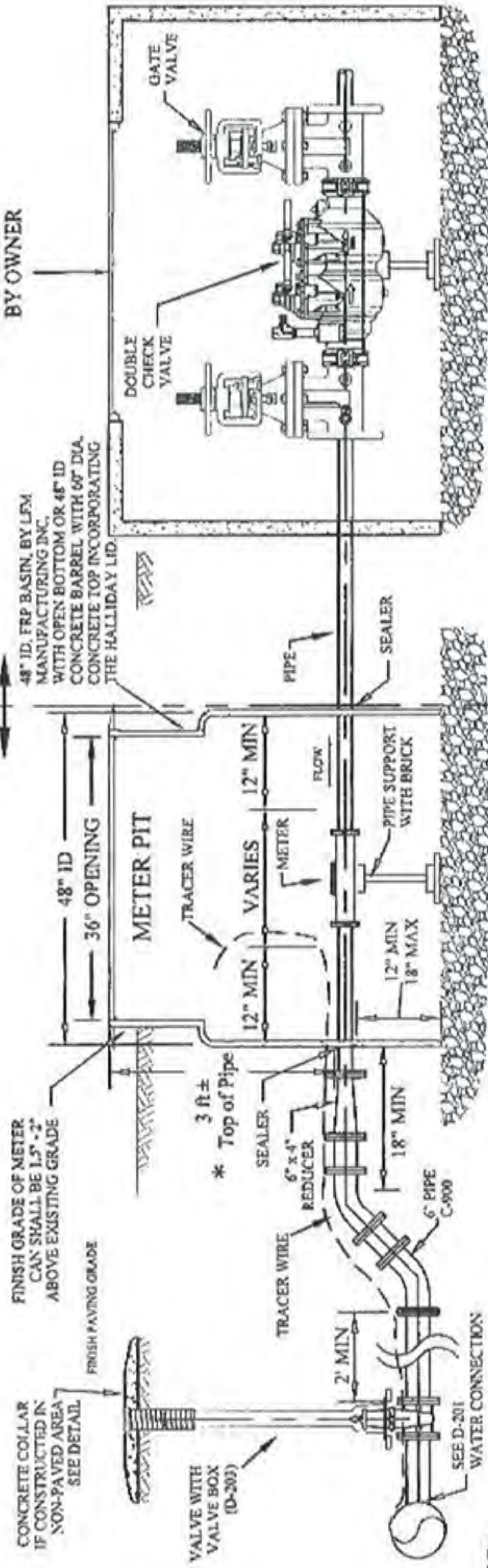 CONCRETE COLLAR
IF CONSTRUCTED IN
NON-PAVED AREA
SEE DETAIL
FINISH PAVING GRADE
FINISH GRADE OF METER
CAN SHALL BE 1.5" - 2"
ABOVE EXISTING GRADE
48" ID
36" OPENING
METER PIT
TRACER WIRE
12" MIN
VARIES
12" MIN
METER
FLOW
3 ft±
* Top of Pipe
SEALER
6" x 4"
REDUCER
TRACER WIRE
2' MIN
VALVE WITH
VALVE BOX
(D-203)
SEE D-201
WATER CONNECTION
6" PIPE
C-900
18" MIN
12" MIN
18" MAX
PIPE SUPPORT
WITH BRICK
SEALER
PIPE
48" ID, FRP BASIN, BY LFM
MANUFACTURING INC,
WITH OPEN BOTTOM OR 48" ID
CONCRETE BARREL WITH 60" DIA.
CONCRETE TOP INCORPORATING
THE HALLIDAY LID.
BY OWNER
DOUBLE
CHECK
VALVE
GATE
VALVE